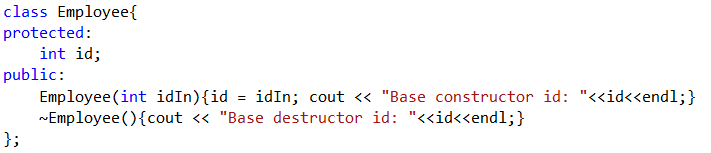 class Employee{
protected:
    int id;
public:
    Employee(int idIn){id = idIn; cout << "Base constructor id: "<<id<<endl;}
    ~Employee(){cout << "Base destructor id: "<<id<<endl;}
};